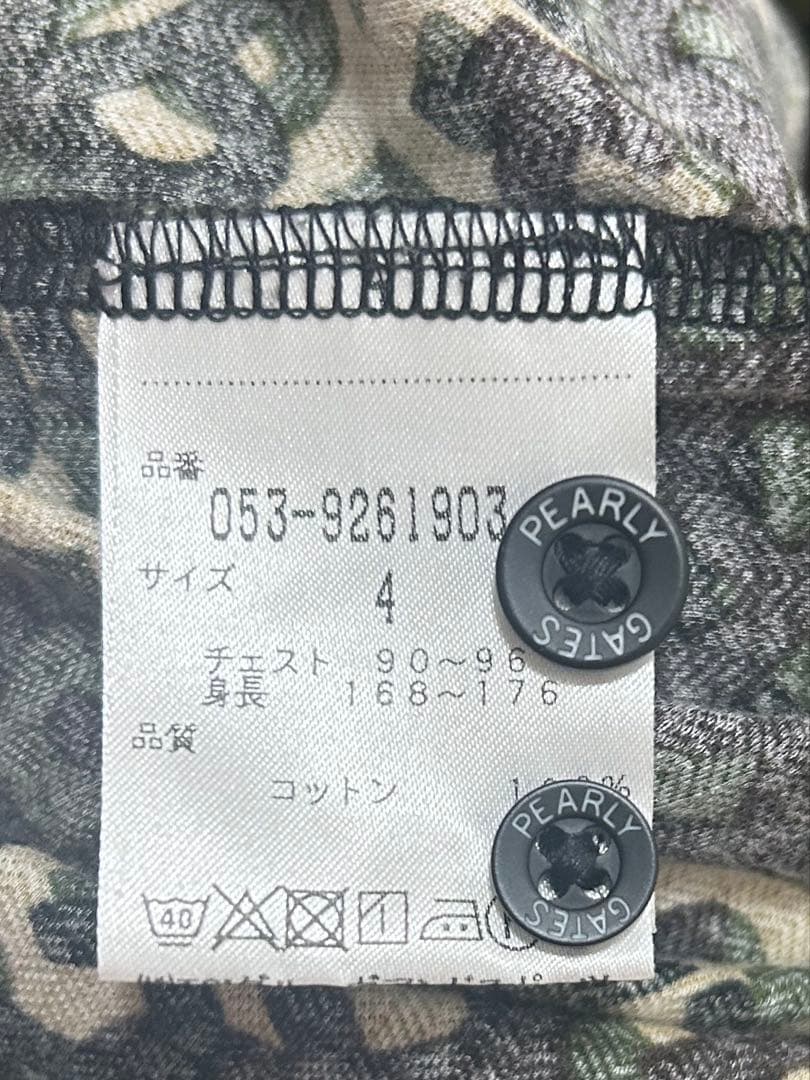 品番
053-9261903
サイズ
4
チェスト 90～96
身長 168～176
品質
コットン
40
PEARLY
GATES
PEARLY
GATES